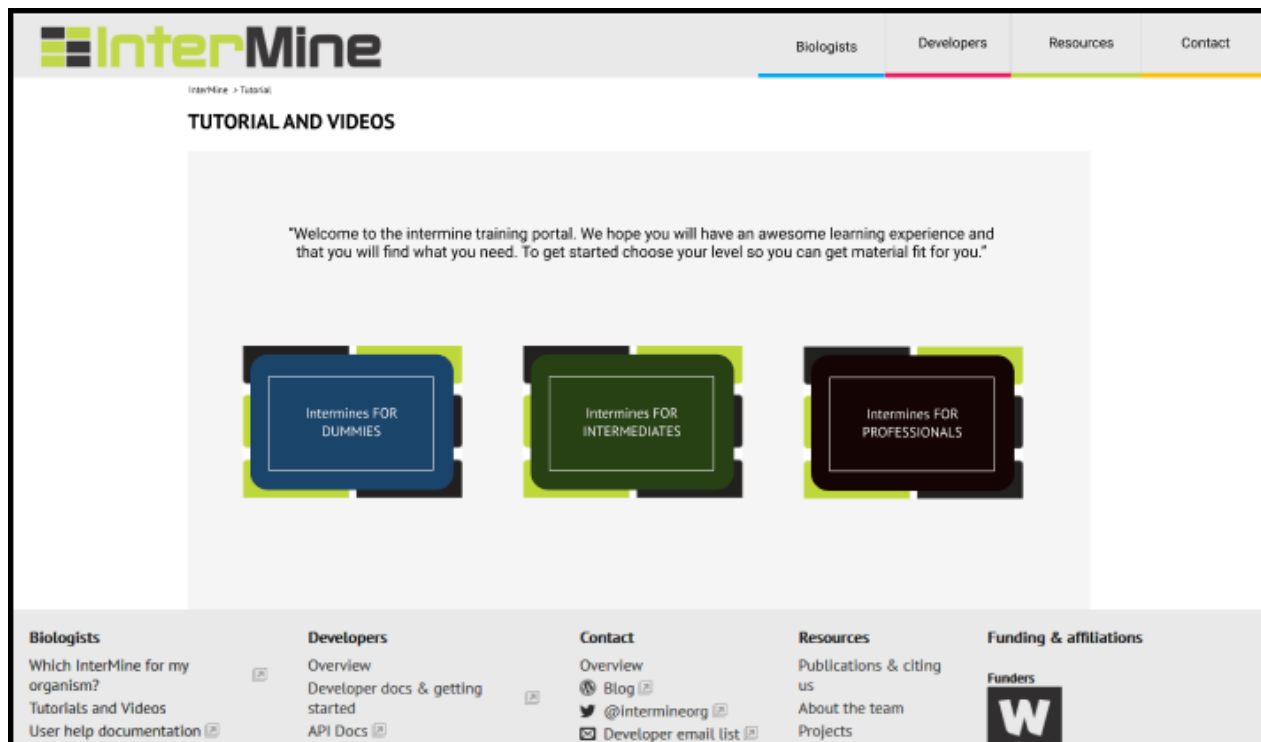 InterMine
Biologists
Developers
Resources
Contact
InterMine > Tutorial
TUTORIAL AND VIDEOS
"Welcome to the intermine training portal. We hope you will have an awesome learning experience and
that you will find what you need. To get started choose your level so you can get material fit for you."
Intermines FOR
DUMMIES
Intermines FOR
INTERMEDIATES
Intermines FOR
PROFESSIONALS
Biologists
Which InterMine for my
organism?
Tutorials and Videos
User help documentation
Developers
Overview
Developer docs & getting
started
API Docs
Contact
Overview
Blog
@intermineorg
Developer email list
Resources
Publications & citing
us
About the team
Projects
Funding & affiliations
Funders
W